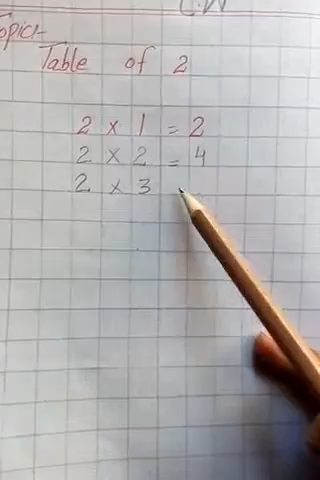 C.W
Topic:-
Table of 2
2 × 1 = 2
2 × 2 = 4
2 × 3